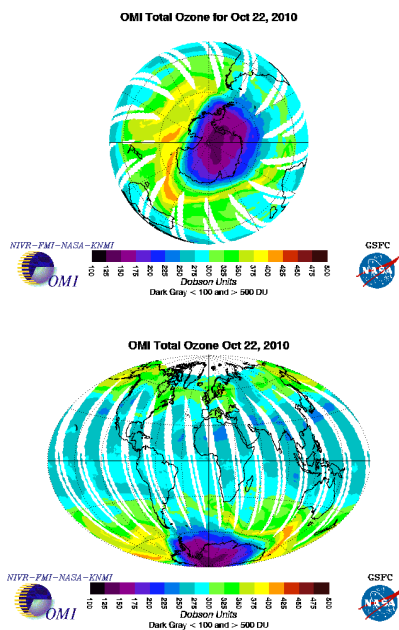 OMI Total Ozone for Oct 22, 2010
NIVR-FMI-NASA-KNMI
GSFC
OMI
NASA
100 125 150 175 200 225 250 275 300 325 350 375 400 425 450 475 500
Dobson Units
Dark Gray < 100 and > 500 DU
OMI Total Ozone Oct 22, 2010
NIVR-FMI-NASA-KNMI
GSFC
OMI
NASA
100 125 150 175 200 225 250 275 300 325 350 375 400 425 450 475 500
Dobson Units
Dark Gray < 100 and > 500 DU